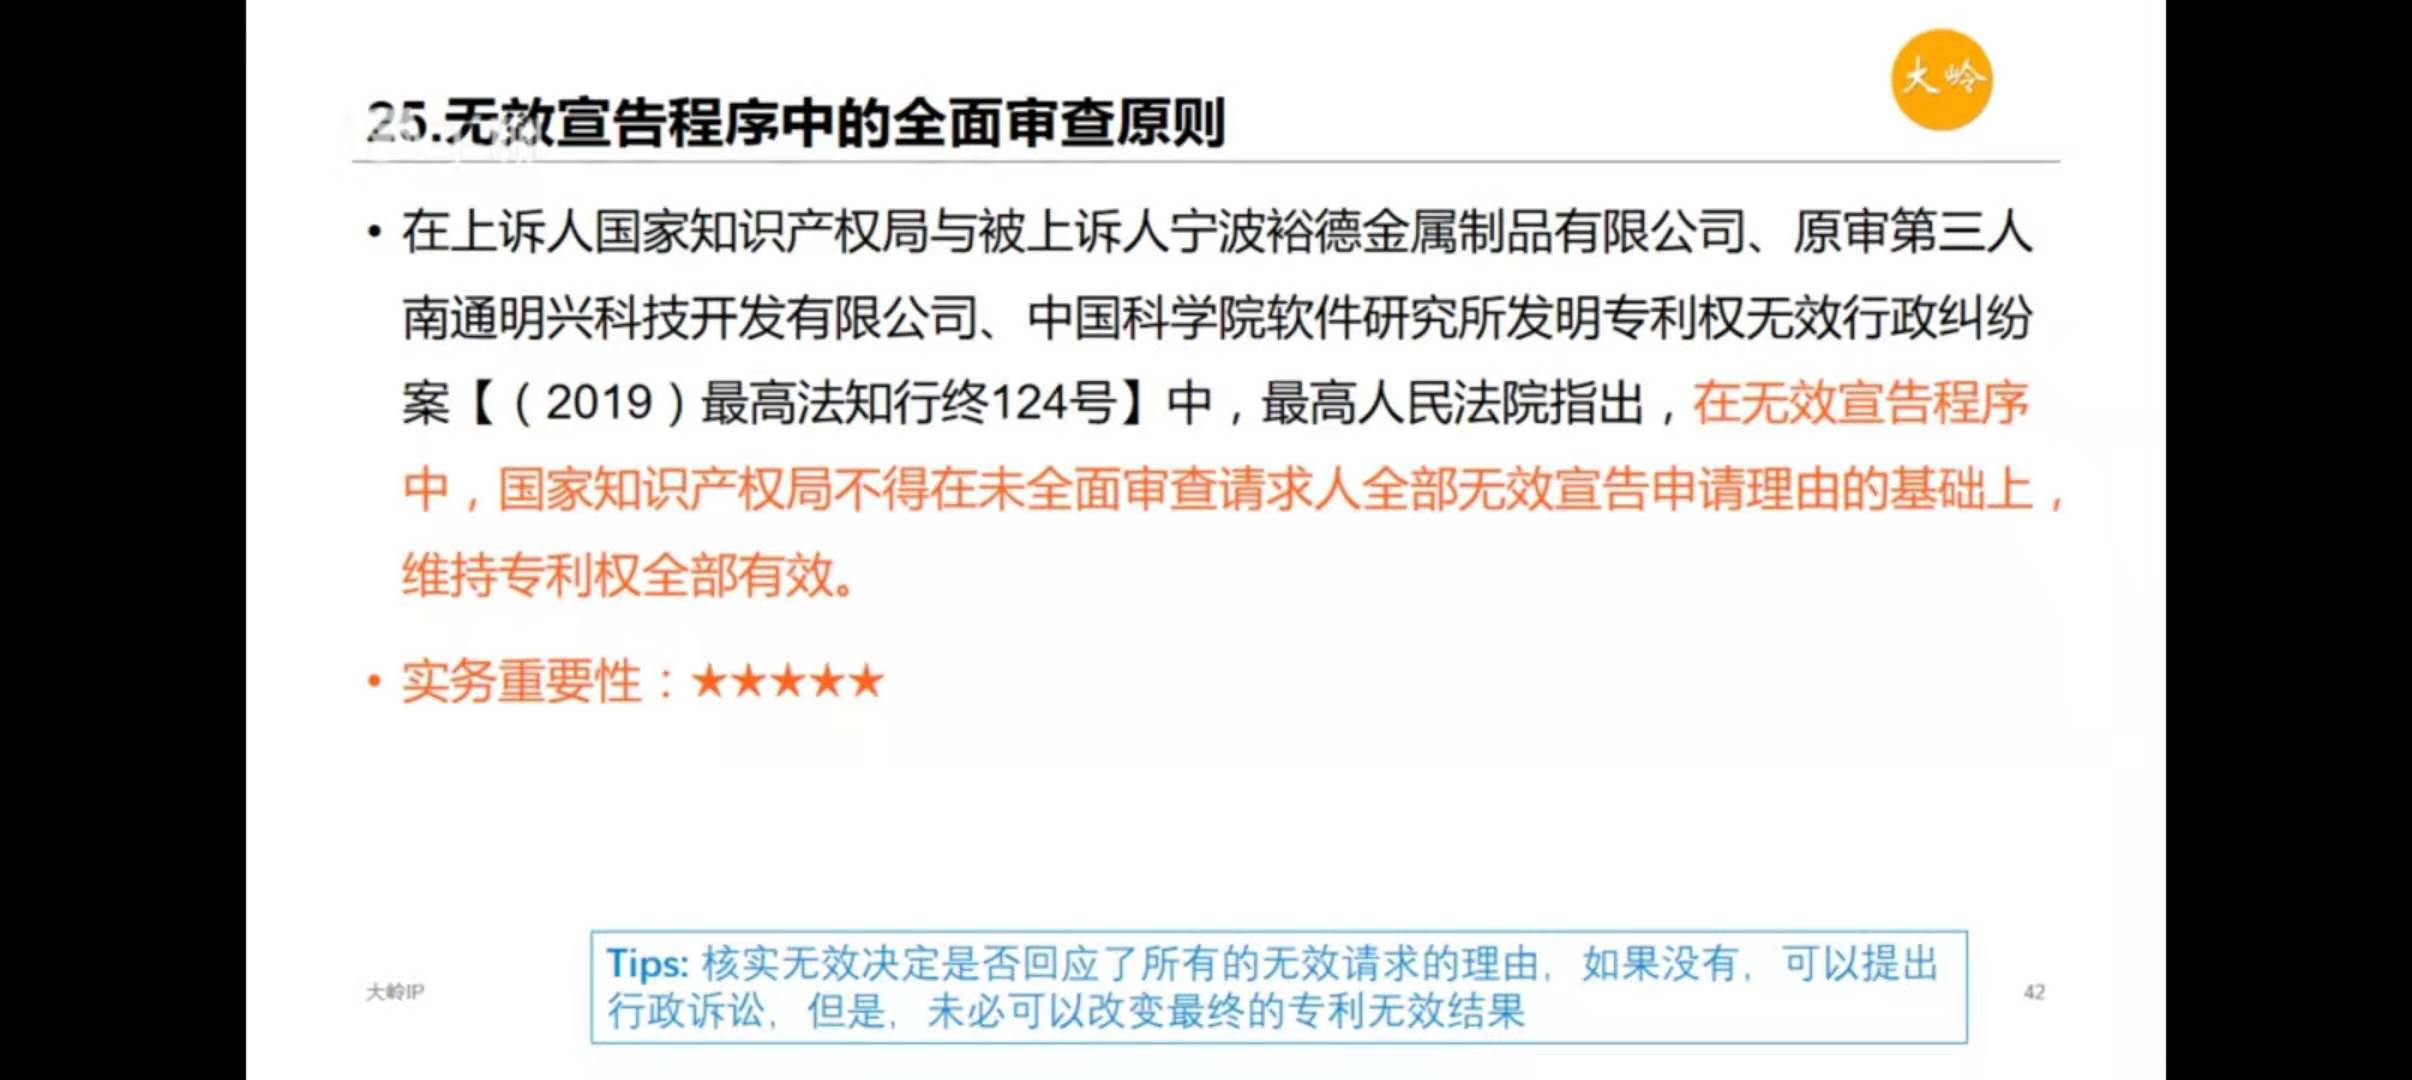 大岭
25.无效宣告程序中的全面审查原则
• 在上诉人国家知识产权局与被上诉人宁波裕德金属制品有限公司、原审第三人
南通明兴科技开发有限公司、中国科学院软件研究所发明专利权无效行政纠纷
案【（2019）最高法知行终124号】中，最高人民法院指出，在无效宣告程序
中，国家知识产权局不得在未全面审查请求人全部无效宣告申请理由的基础上，
维持专利权全部有效。
• 实务重要性：★★★★★
Tips: 核实无效决定是否回应了所有的无效请求的理由，如果没有，可以提出
行政诉讼，但是，未必可以改变最终的专利无效结果
大岭IP
42